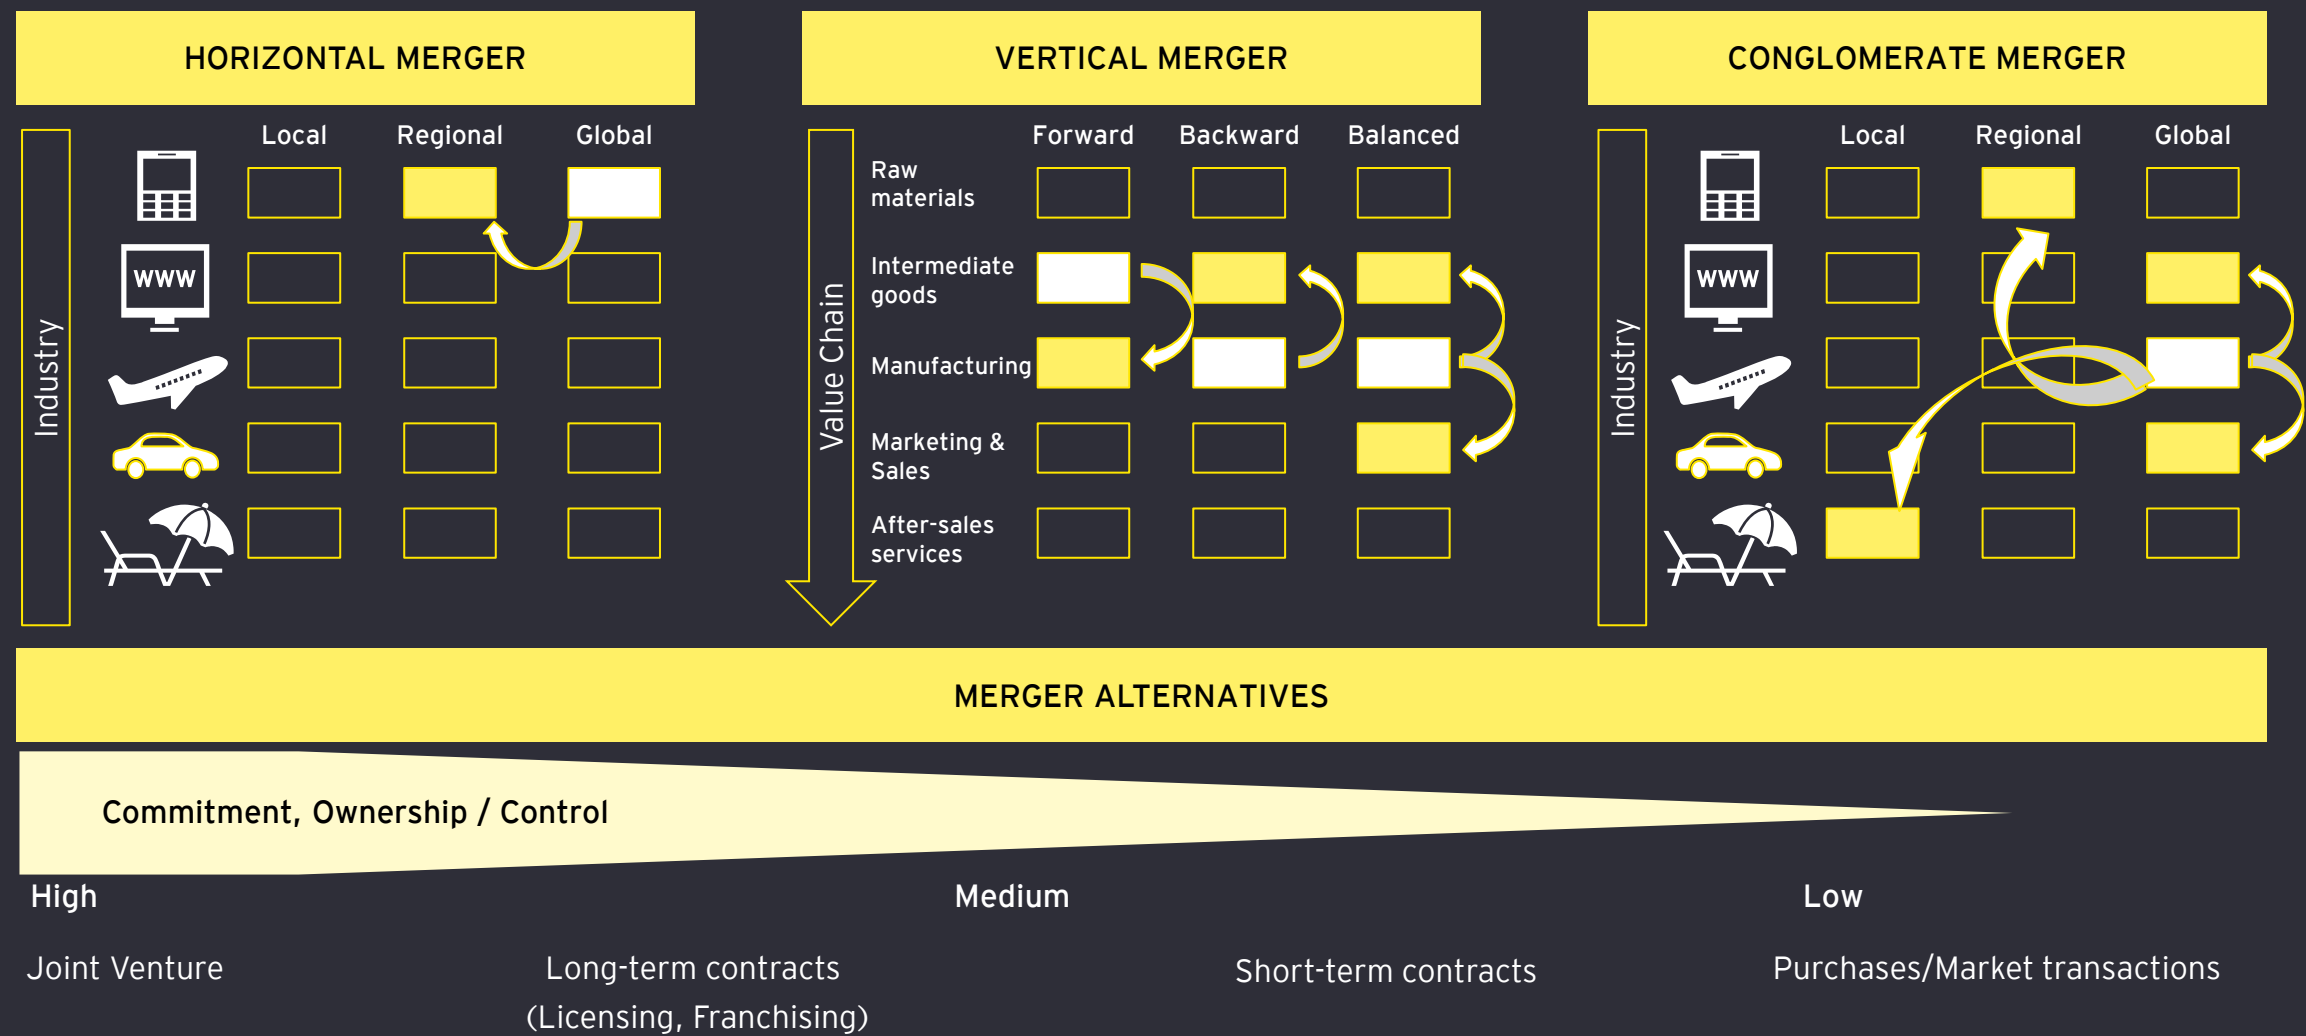 HORIZONTAL MERGER
Industry
Local Regional Global
WWW
VERTICAL MERGER
Value Chain
Forward Backward Balanced
Raw
materials
Intermediate
goods
Manufacturing
Marketing &
Sales
After-sales
services
CONGLOMERATE MERGER
Industry
Local Regional Global
WWW
MERGER ALTERNATIVES
Commitment, Ownership / Control
High Medium Low
Joint Venture
Long-term contracts
(Licensing, Franchising)
Short-term contracts
Purchases/Market transactions